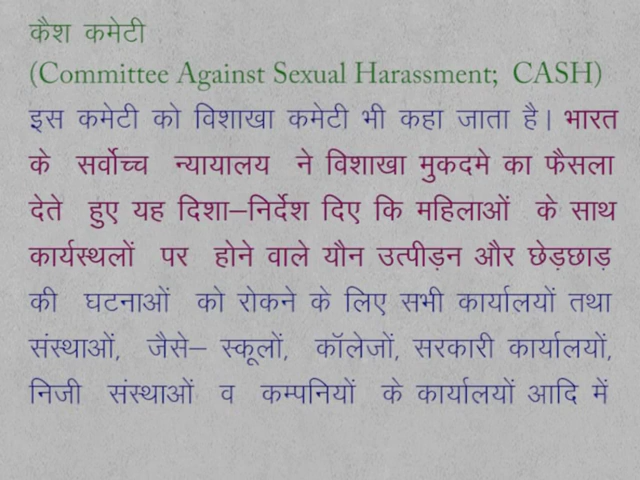 कैश कमेटी
(Committee Against Sexual Harassment; CASH)
इस कमेटी को विशाखा कमेटी भी कहा जाता है। भारत
के सर्वोच्च न्यायालय ने विशाखा मुकदमे का फैसला
देते हुए यह दिशा–निर्देश दिए कि महिलाओं के साथ
कार्यस्थलों पर होने वाले यौन उत्पीड़न और छेड़छाड़
की घटनाओं को रोकने के लिए सभी कार्यालयों तथा
संस्थाओं, जैसे– स्कूलों, कॉलेजों, सरकारी कार्यालयों,
निजी संस्थाओं व कम्पनियों के कार्यालयों आदि में